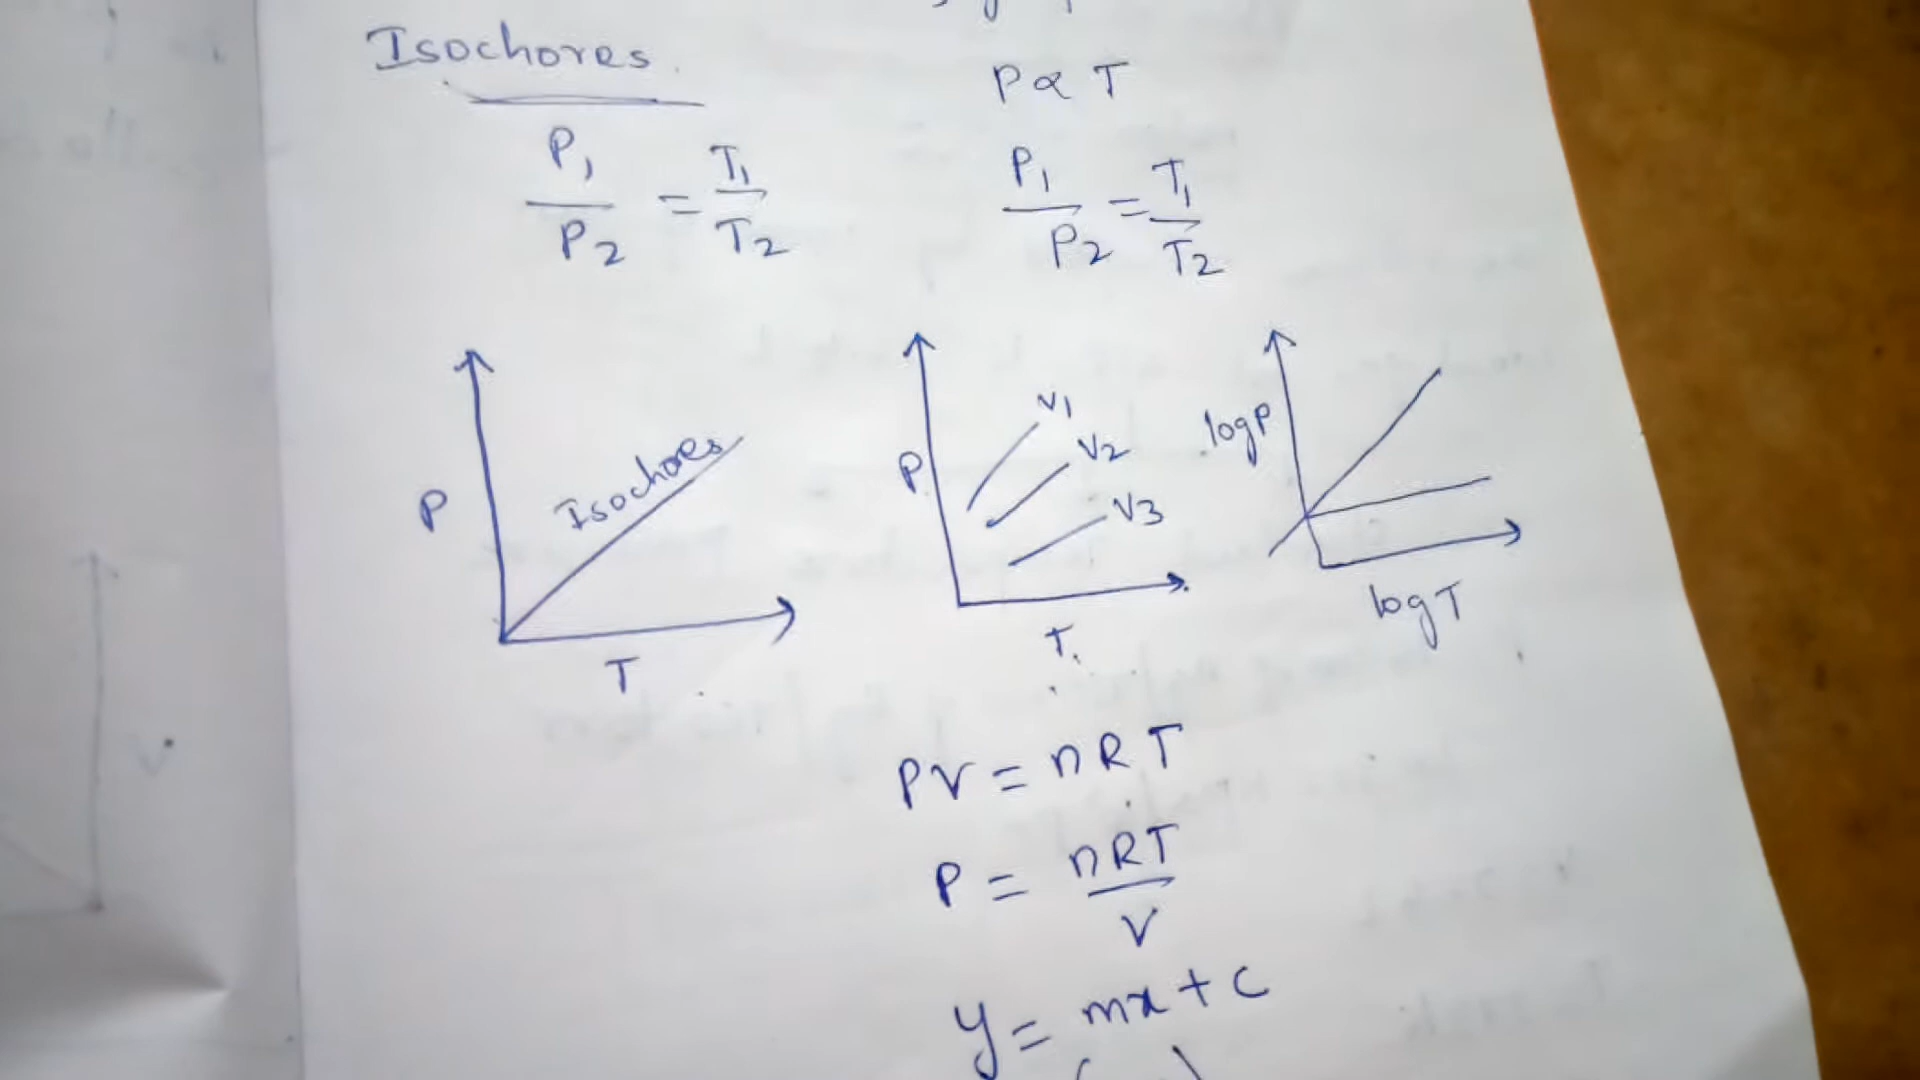 Isochores
P ∝ T
P1/P2 = T1/T2
P1/P2 = T1/T2
P
Isochores
T
P
V1
V2
V3
T
log P
log T
PV = nRT
P = nRT/V
y = mx + c